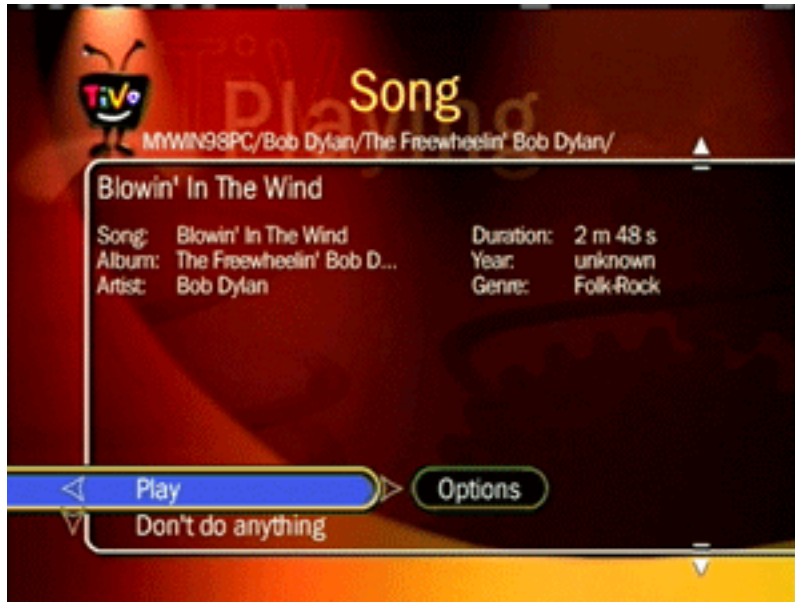 TiVo
Playing
Song
MYWIN98PC/Bob Dylan/The Freewheelin' Bob Dylan/
Blowin' In The Wind
Song: Blowin' In The Wind Duration: 2 m 48 s
Album: The Freewheelin' Bob D... Year: unknown
Artist: Bob Dylan Genre: Folk-Rock
Play Options
Don't do anything